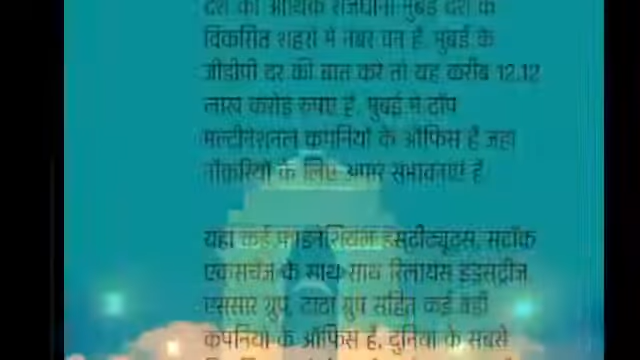 देश की आर्थिक राजधानी मुंबई देश के
विकसित शहरों में नंबर वन है. मुंबई के
जीडीपी दर की बात करें तो यह करीब 12.12
लाख करोड़ रुपए है. मुंबई में टॉप
मल्टीनेशनल कंपनियों के ऑफिस हैं जहां
नौकरियों के लिए अपार संभावनाएं हैं.
यहां कई फाइनेंशियल इंस्टीट्यूट्स, स्टॉक
एक्सचेंज के साथ साथ रिलायंस इंडस्ट्रीज,
एस्सार ग्रुप, टाटा ग्रुप सहित कई बड़ी
कंपनियों के ऑफिस हैं. दुनिया के सबसे